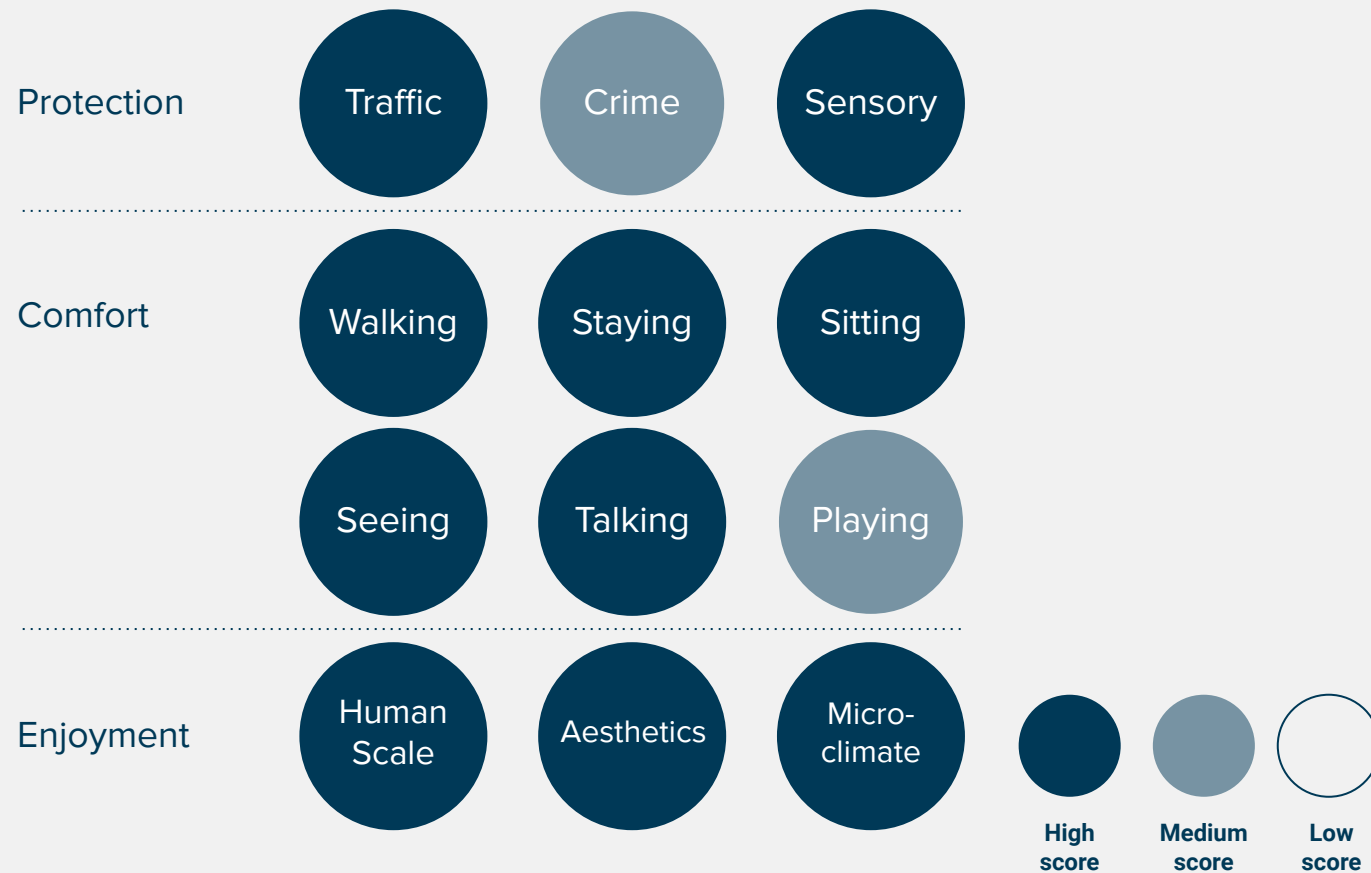 Protection
Traffic
Crime
Sensory
Comfort
Walking
Staying
Sitting
Seeing
Talking
Playing
Enjoyment
Human
Scale
Aesthetics
Micro-
climate
High
score
Medium
score
Low
score